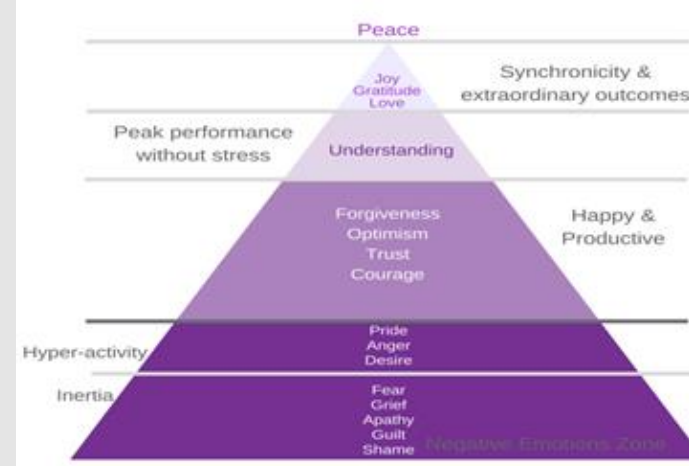 Peace
Joy
Gratitude
Love
Synchronicity &
extraordinary outcomes
Peak performance
without stress
Understanding
Forgiveness
Optimism
Trust
Courage
Happy &
Productive
Hyper-activity
Pride
Anger
Desire
Inertia
Fear
Grief
Apathy
Guilt
Shame
Negative Emotions Zone